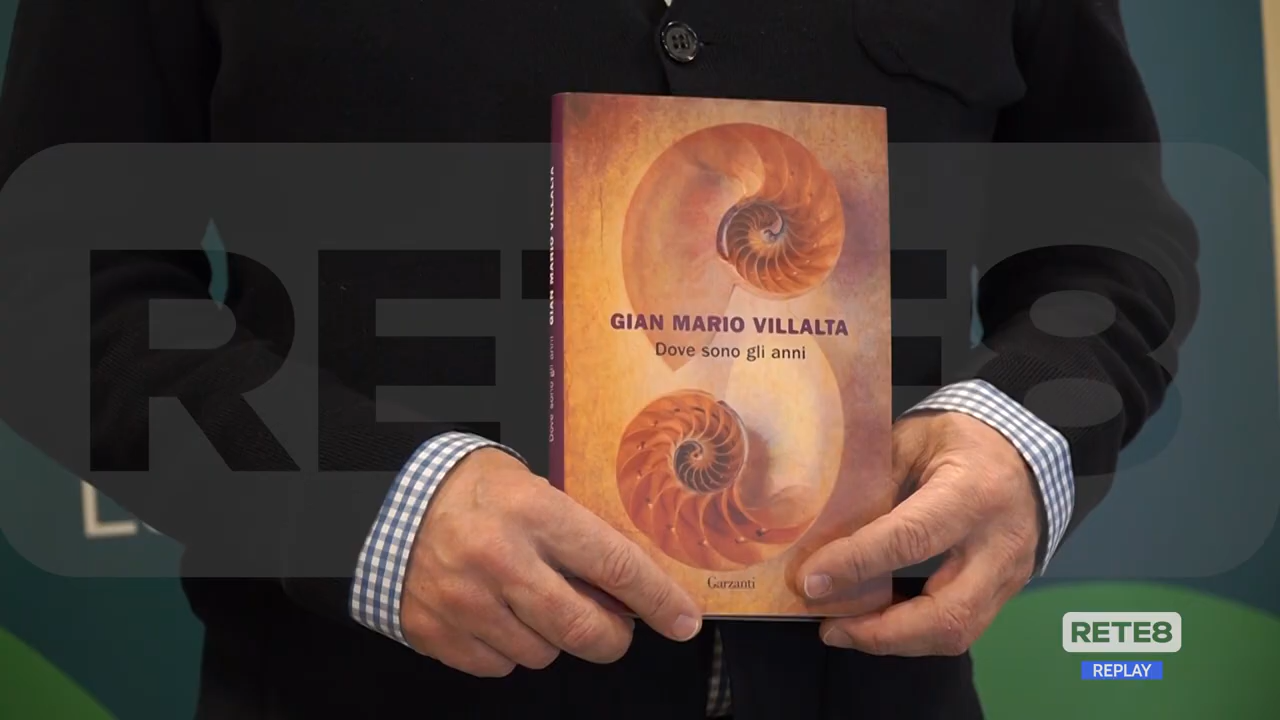 RETE8
GIAN MARIO VILLALTA
Dove sono gli anni
GIAN MARIO VILLALTA
Dove sono gli anni
Garzanti
RETE8
REPLAY